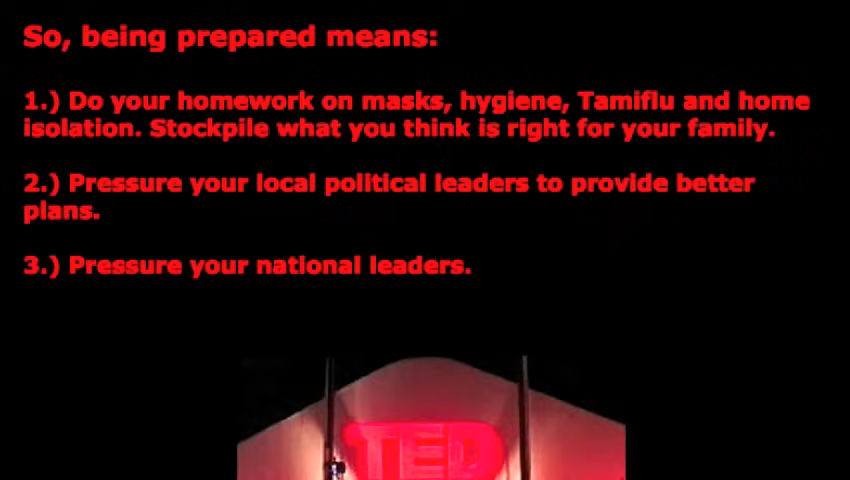 So, being prepared means:
1.) Do your homework on masks, hygiene, Tamiflu and home
isolation. Stockpile what you think is right for your family.
2.) Pressure your local political leaders to provide better
plans.
3.) Pressure your national leaders.
TED